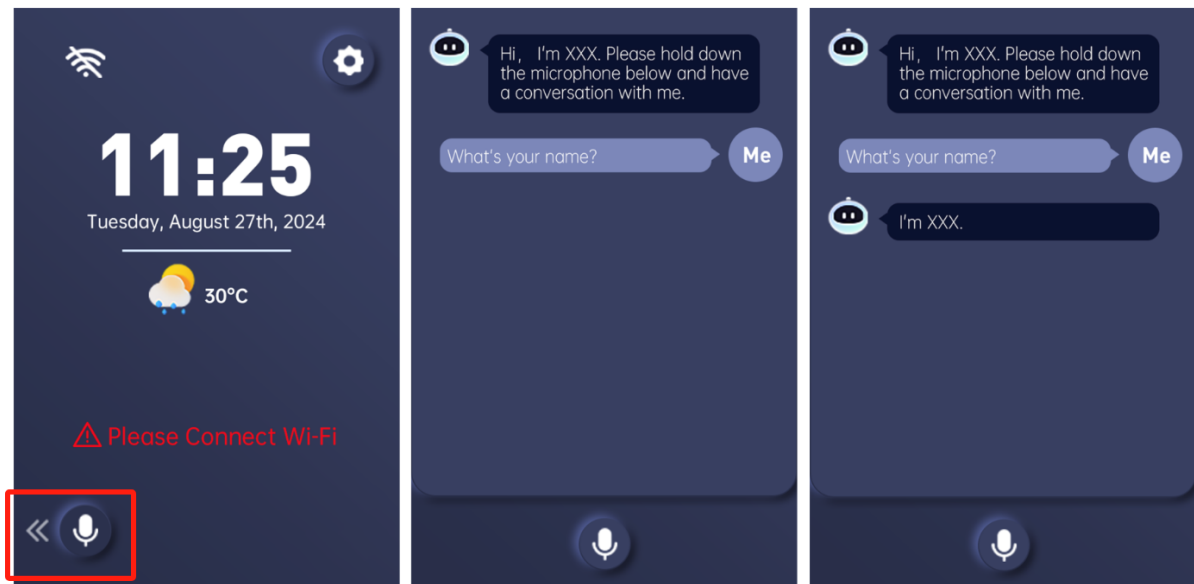 11:25
Tuesday, August 27th, 2024
30°C
Please Connect Wi-Fi
Hi, I'm XXX. Please hold down
the microphone below and have
a conversation with me.
What's your name?
Me
Hi, I'm XXX. Please hold down
the microphone below and have
a conversation with me.
What's your name?
Me
I'm XXX.